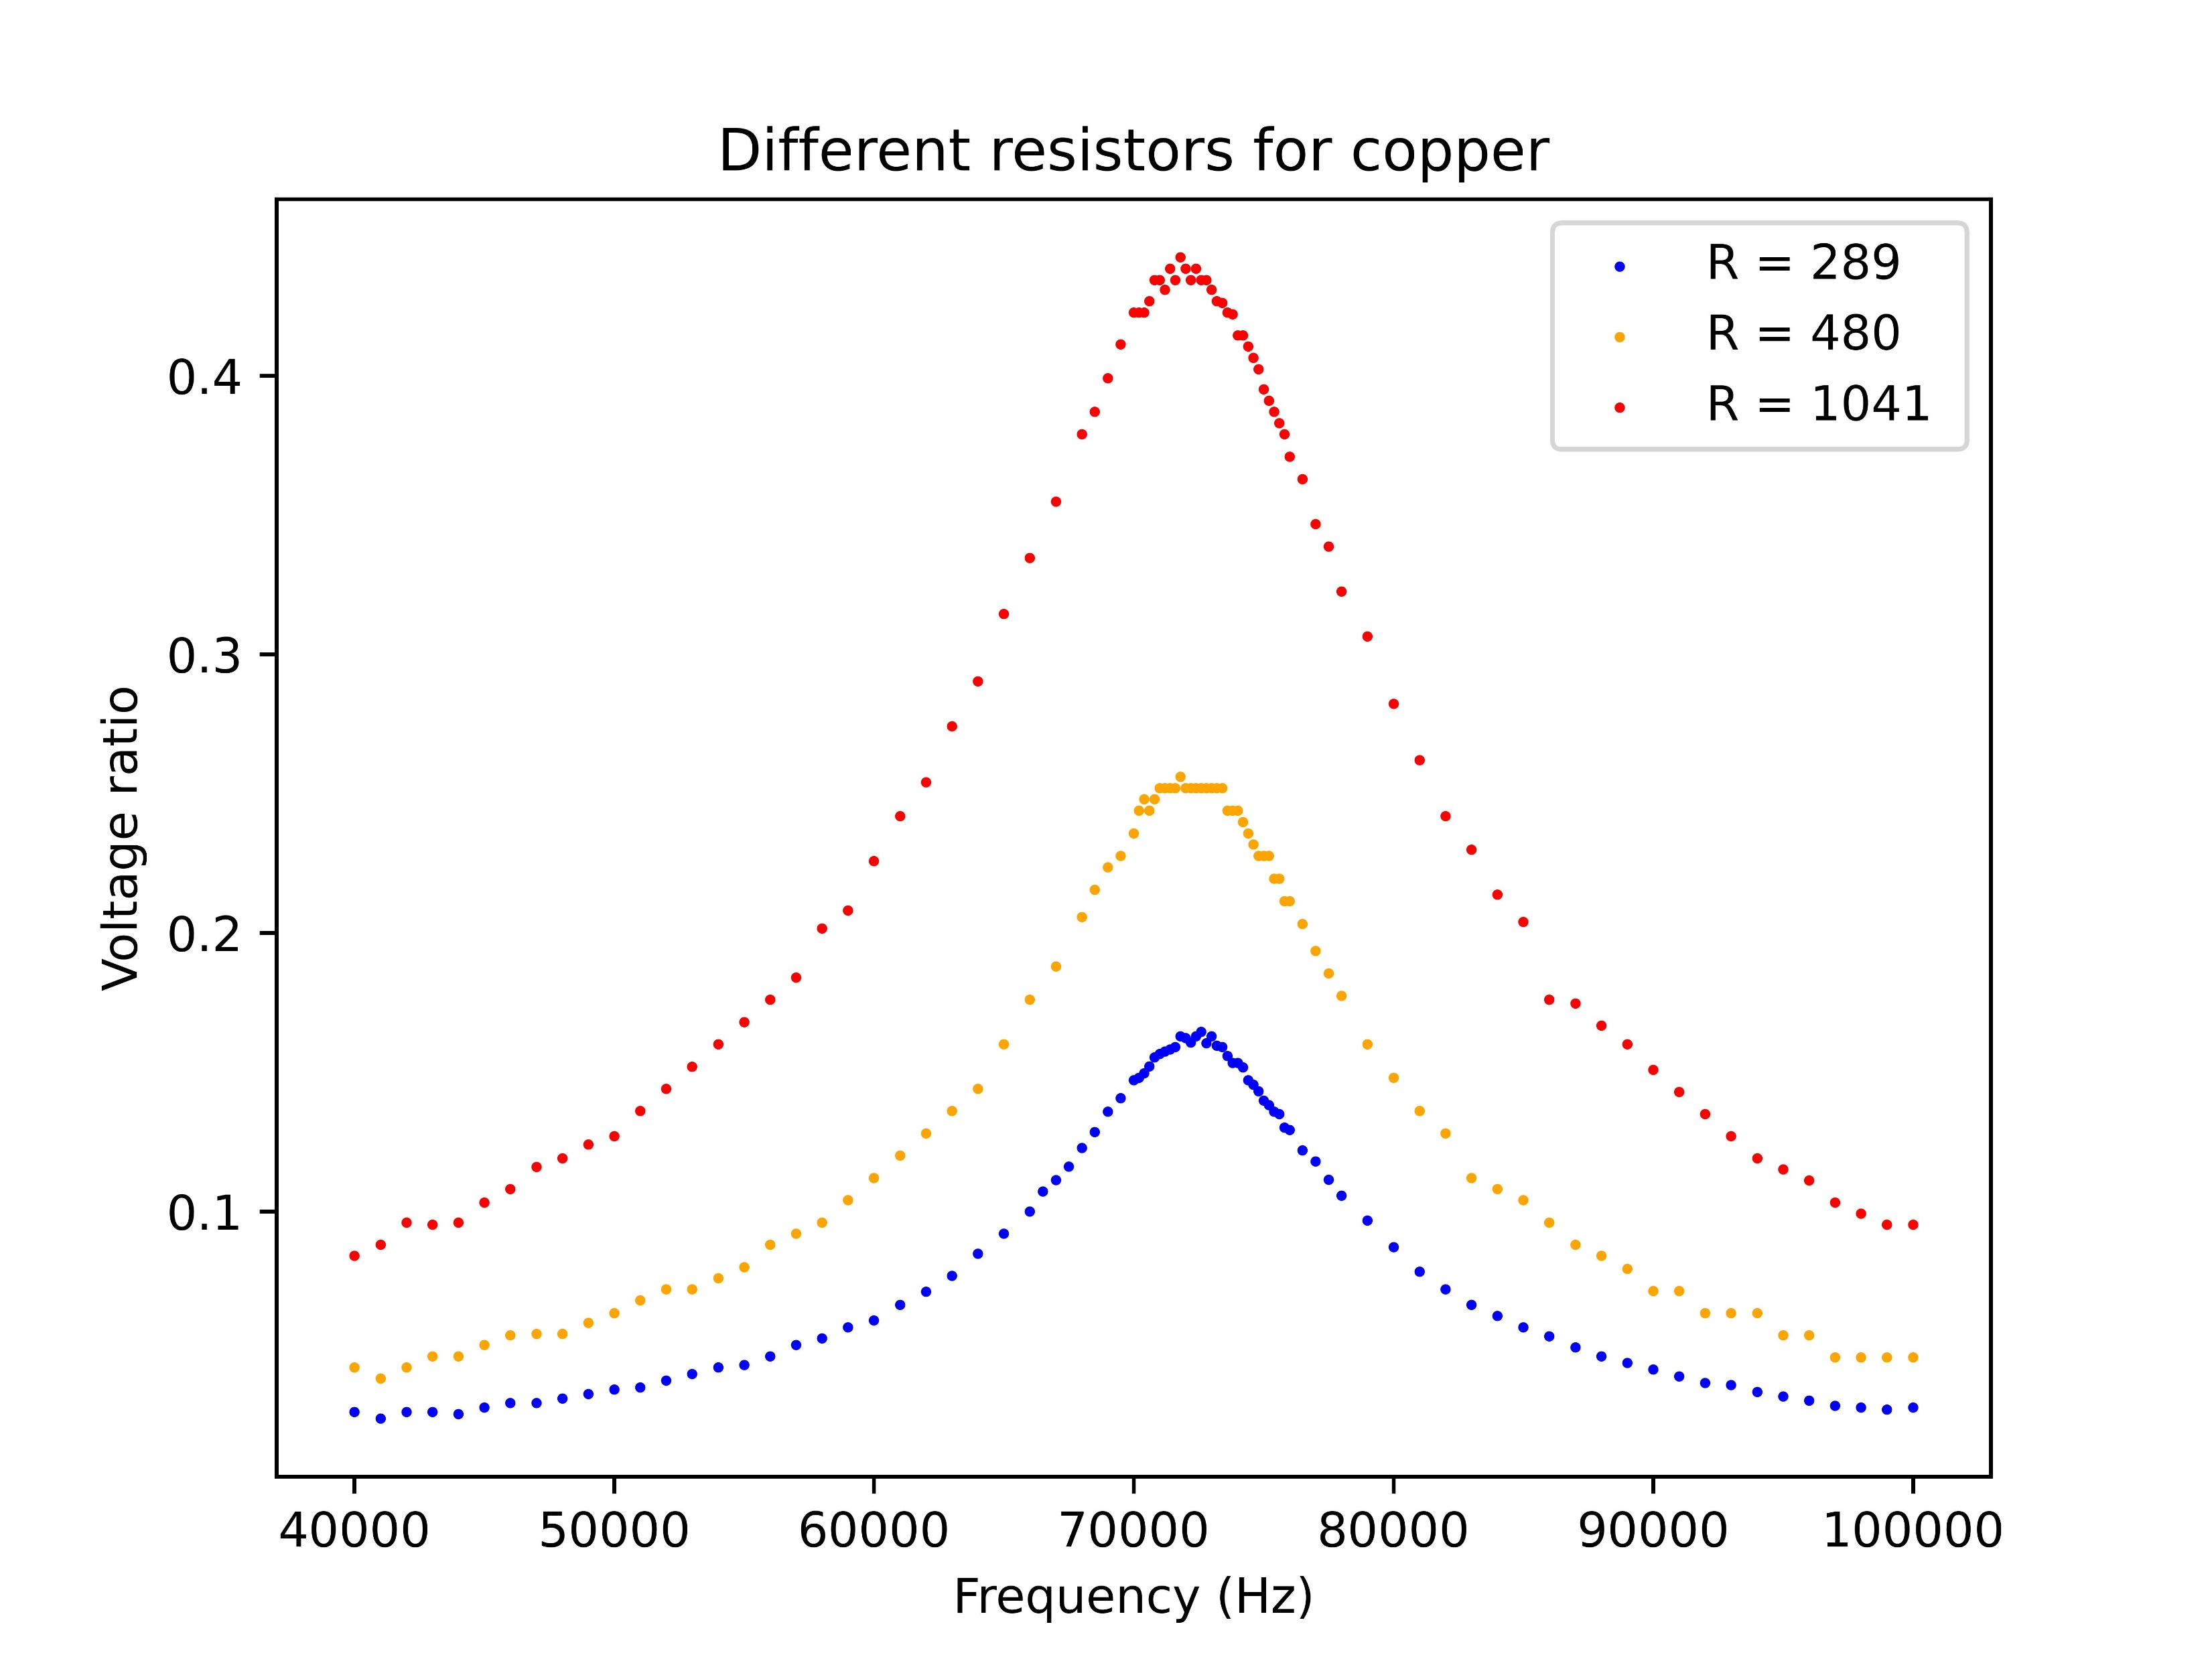 Different resistors for copper
R = 289
R = 480
R = 1041
Voltage ratio
0.4
0.3
0.2
0.1
40000 50000 60000 70000 80000 90000 100000
Frequency (Hz)